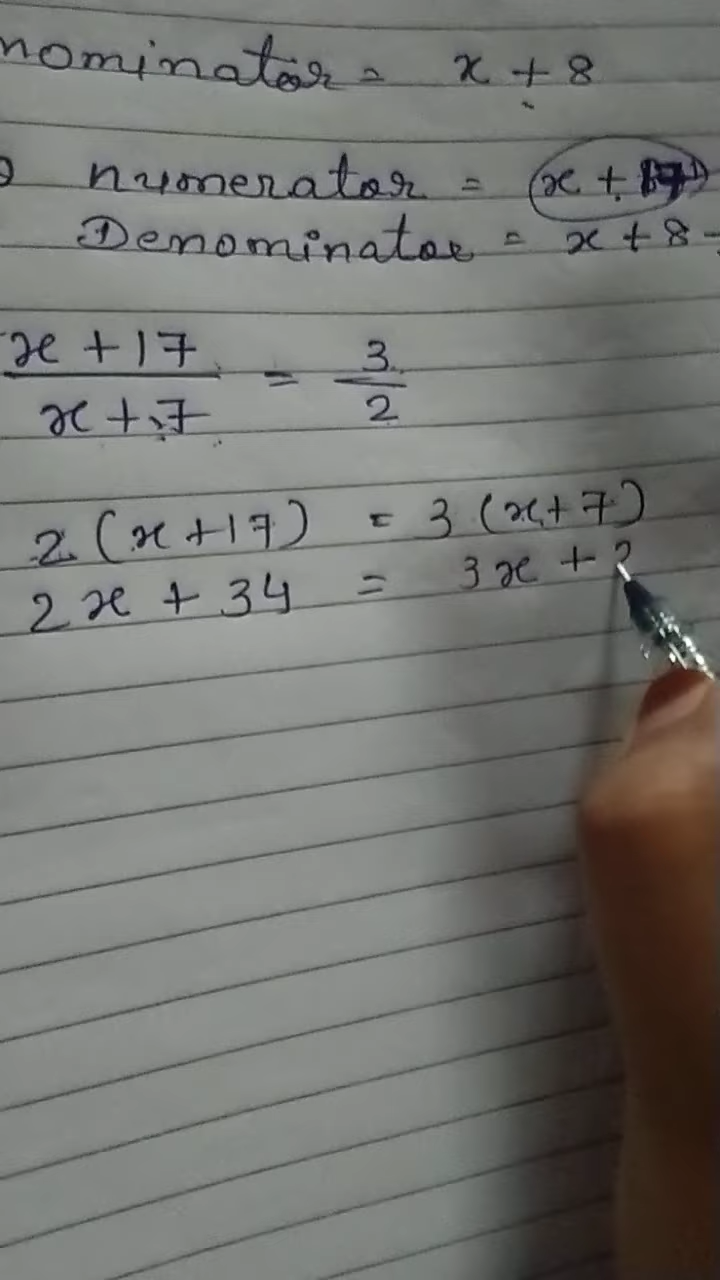 nominator = x + 8
numerator = x + 17
Denominator = x + 8 -
x + 17 / x + 7 = 3 / 2
2 (x + 17) = 3 (x + 7)
2x + 34 = 3x + 2